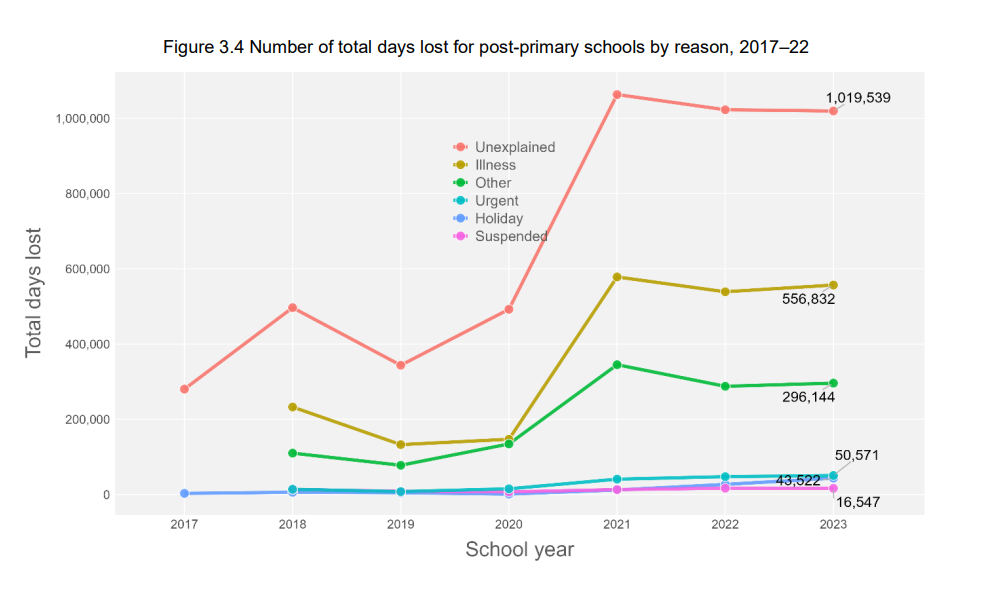 Figure 3.4 Number of total days lost for post-primary schools by reason, 2017–22
1,019,539
1,000,000
Unexplained
Illness
Other
Urgent
Holiday
Suspended
800,000
600,000
556,832
400,000
296,144
200,000
50,571
43,522
16,547
0
Total days lost
2017 2018 2019 2020 2021 2022 2023
School year